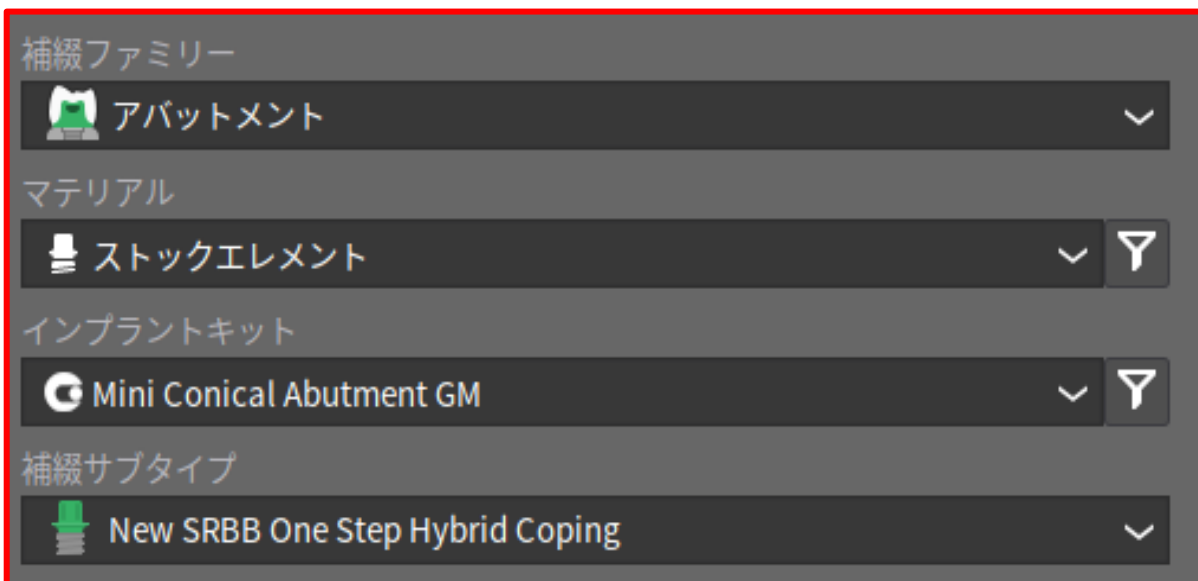 補綴ファミリー
アバットメント
マテリアル
ストックエレメント
インプラントキット
Mini Conical Abutment GM
補綴サブタイプ
New SRBB One Step Hybrid Coping